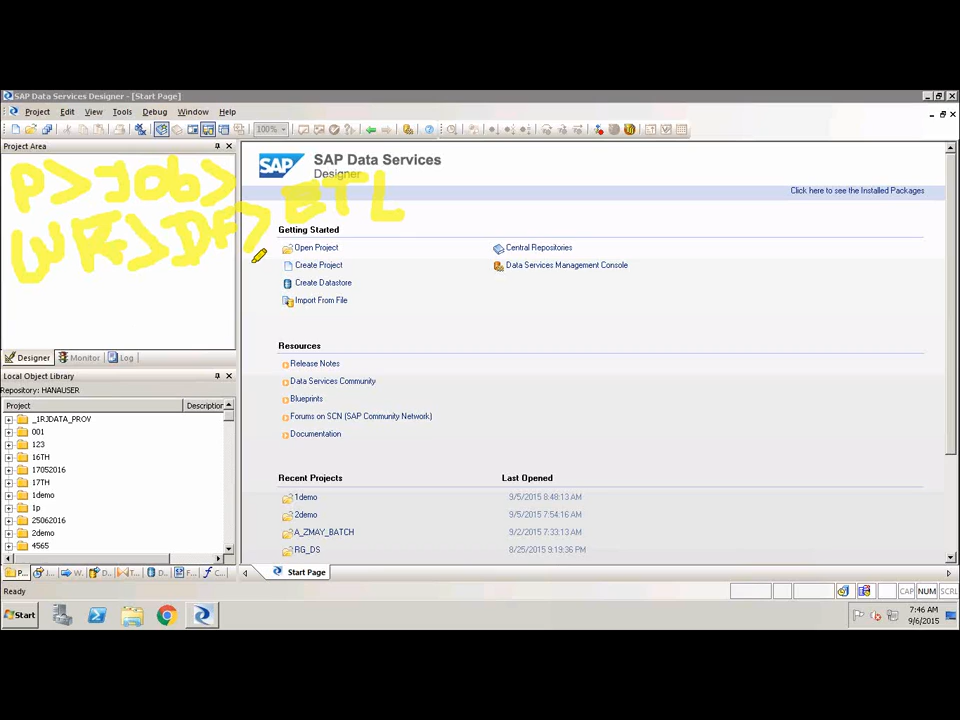 SAP Data Services Designer - [Start Page]
Project Edit View Tools Debug Window Help
100%
Project Area
P>Job>
WF>DF>ETL
SAP SAP Data Services
Designer
Click here to see the Installed Packages
Getting Started
Open Project Central Repositories
Create Project Data Services Management Console
Create Datastore
Import From File
Resources
Release Notes
Data Services Community
Blueprints
Forums on SCN (SAP Community Network)
Documentation
Recent Projects Last Opened
1demo 9/5/2015 8:48:13 AM
2demo 9/5/2015 7:54:16 AM
A_ZMAY_BATCH 9/2/2015 7:33:13 AM
RG_DS 8/25/2015 9:19:36 PM
Designer Monitor Log
Local Object Library
Repository: HANAUSER
Project Description
_1RJDATA_PROV
001
123
16TH
17052016
17TH
1demo
1p
25062016
2demo
4565
P... J... W... D... T... D... F... C...
Start Page
Ready
CAP NUM SCRL
Start
7:46 AM
9/6/2015